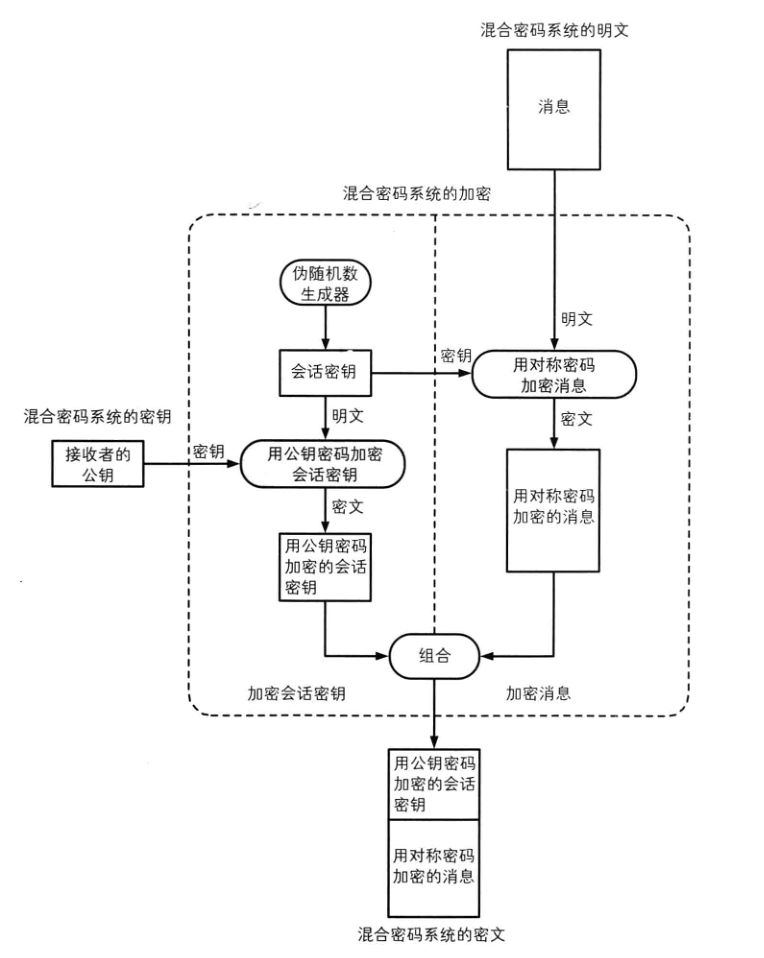 混合密码系统的明文
消息
混合密码系统的加密
伪随机数
生成器
明文
会话密钥
密钥
用对称密码
加密消息
混合密码系统的密钥
明文
密文
接收者的
公钥
密钥
用公钥密码加密
会话密钥
用对称密码
加密的消息
密文
用公钥密码
加密的会话
密钥
组合
加密会话密钥
加密消息
用公钥密码
加密的会话
密钥
用对称密码
加密的消息
混合密码系统的密文